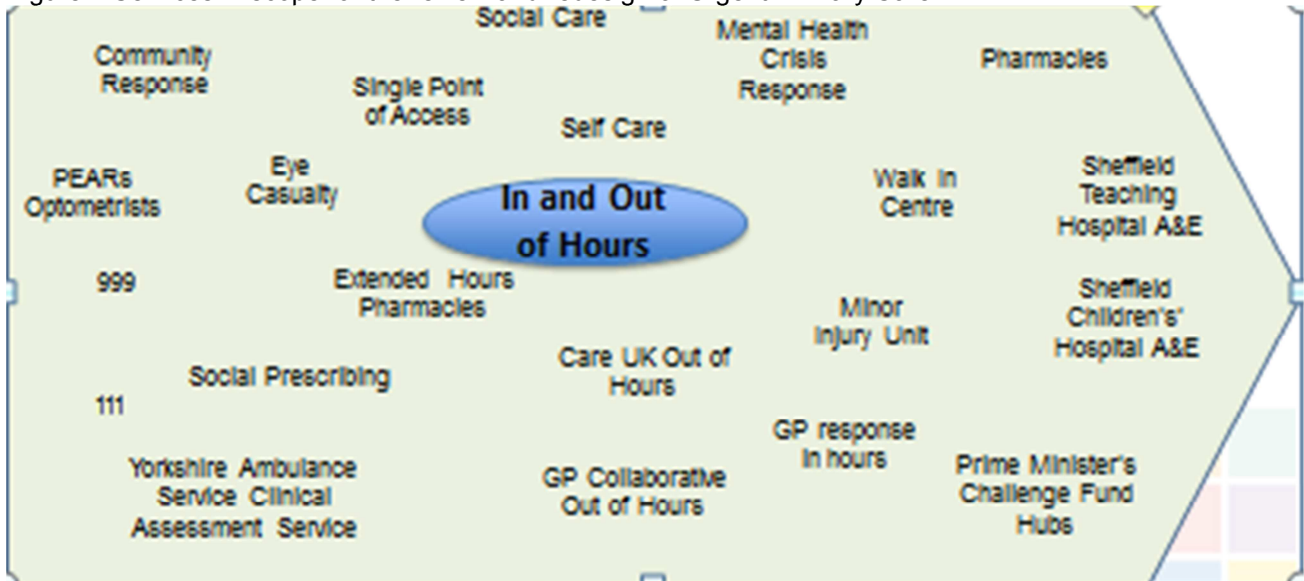 Social Care
Mental Health
Crisis
Response
Community
Response
Pharmacies
Single Point
of Access
Self Care
PEARs
Optometrists
Eye
Casualty
In and Out
of Hours
Walk in
Centre
Sheffield
Teaching
Hospital A&E
999
Extended Hours
Pharmacies
Minor
Injury Unit
Sheffield
Children's'
Hospital A&E
Social Prescribing
Care UK Out of
Hours
111
GP response
in hours
Yorkshire Ambulance
Service Clinical
Assessment Service
GP Collaborative
Out of Hours
Prime Minister's
Challenge Fund
Hubs